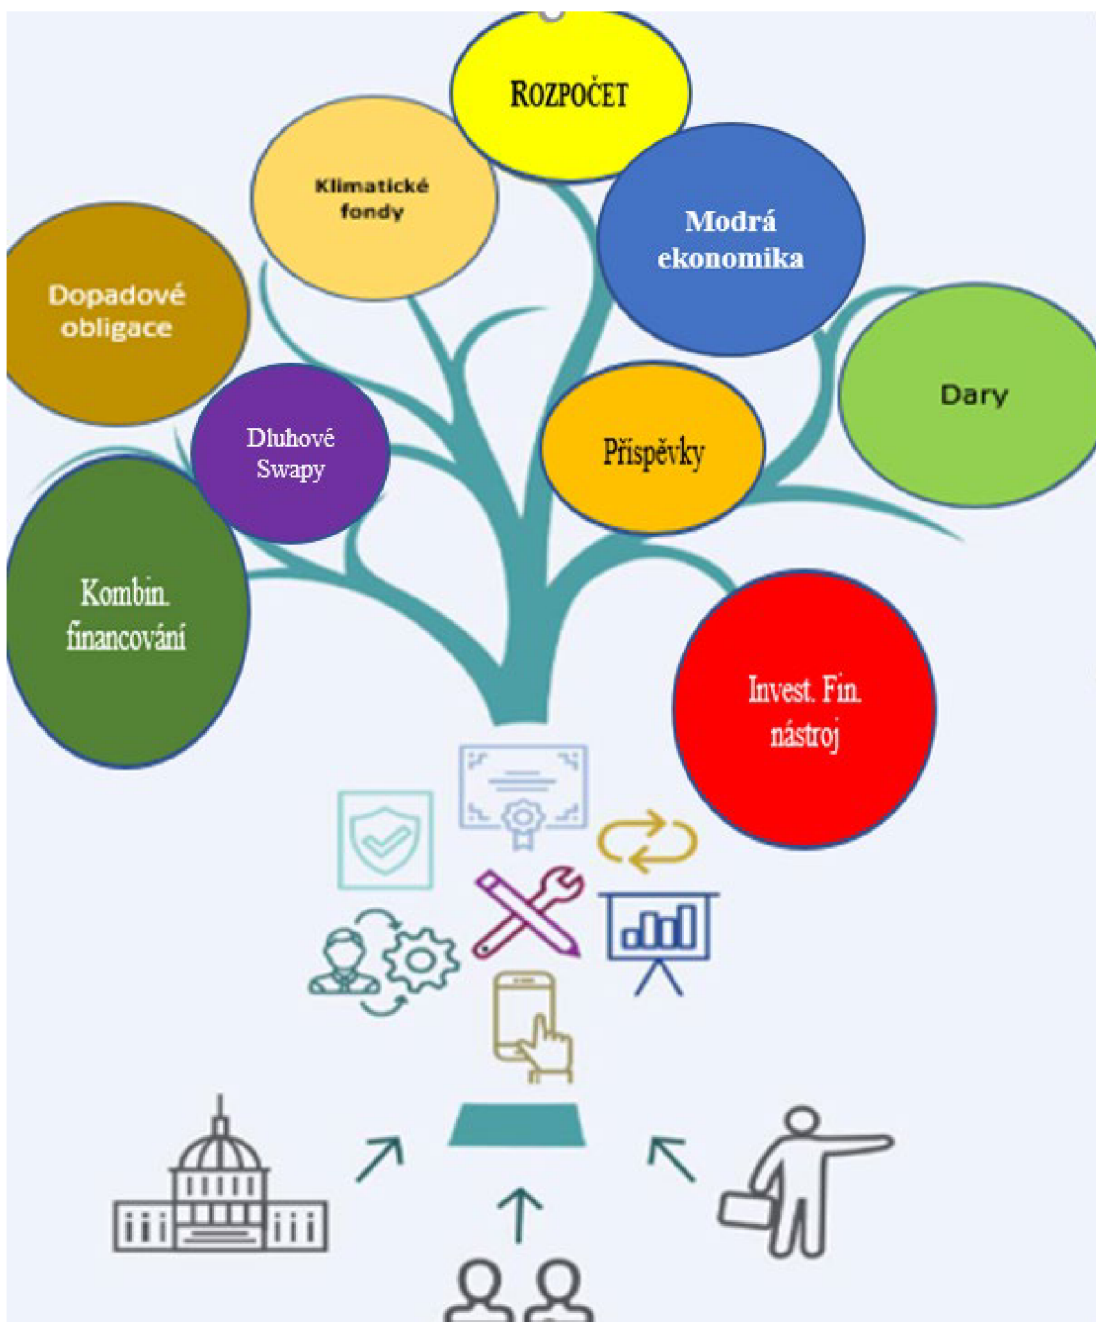 ROZPOČET
Klimatické
fondy
Modrá
ekonomika
Dopadové
obligace
Dary
Dluhové
Swapy
Příspěvky
Kombin.
financování
Invest. Fin.
nástroj